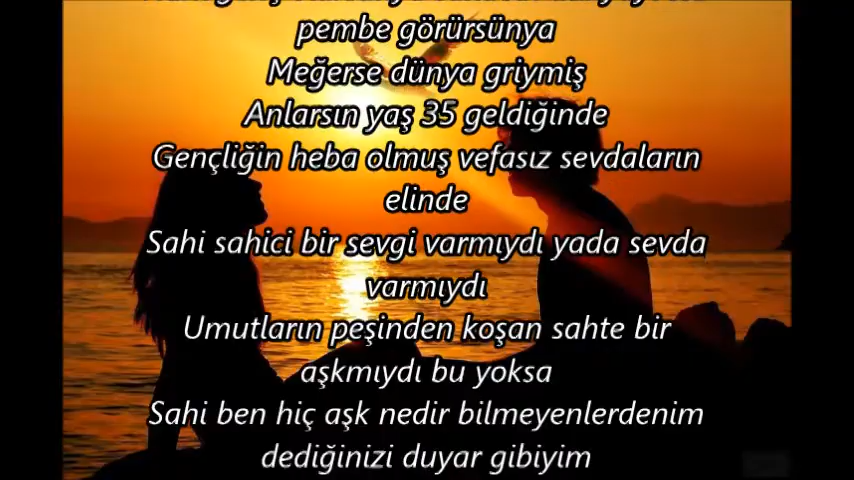 pembe görürsünya
Meğerse dünya griymiş
Anlarsın yaş 35 geldiğinde
Gençliğin heba olmuş vefasız sevdaların
elinde
Sahi sahici bir sevgi varmıydı yada sevda
varmıydı
Umutların peşinden koşan sahte bir
aşkmıydı bu yoksa
Sahi ben hiç aşk nedir bilmeyenlerdenim
dediğinizi duyar gibiyim